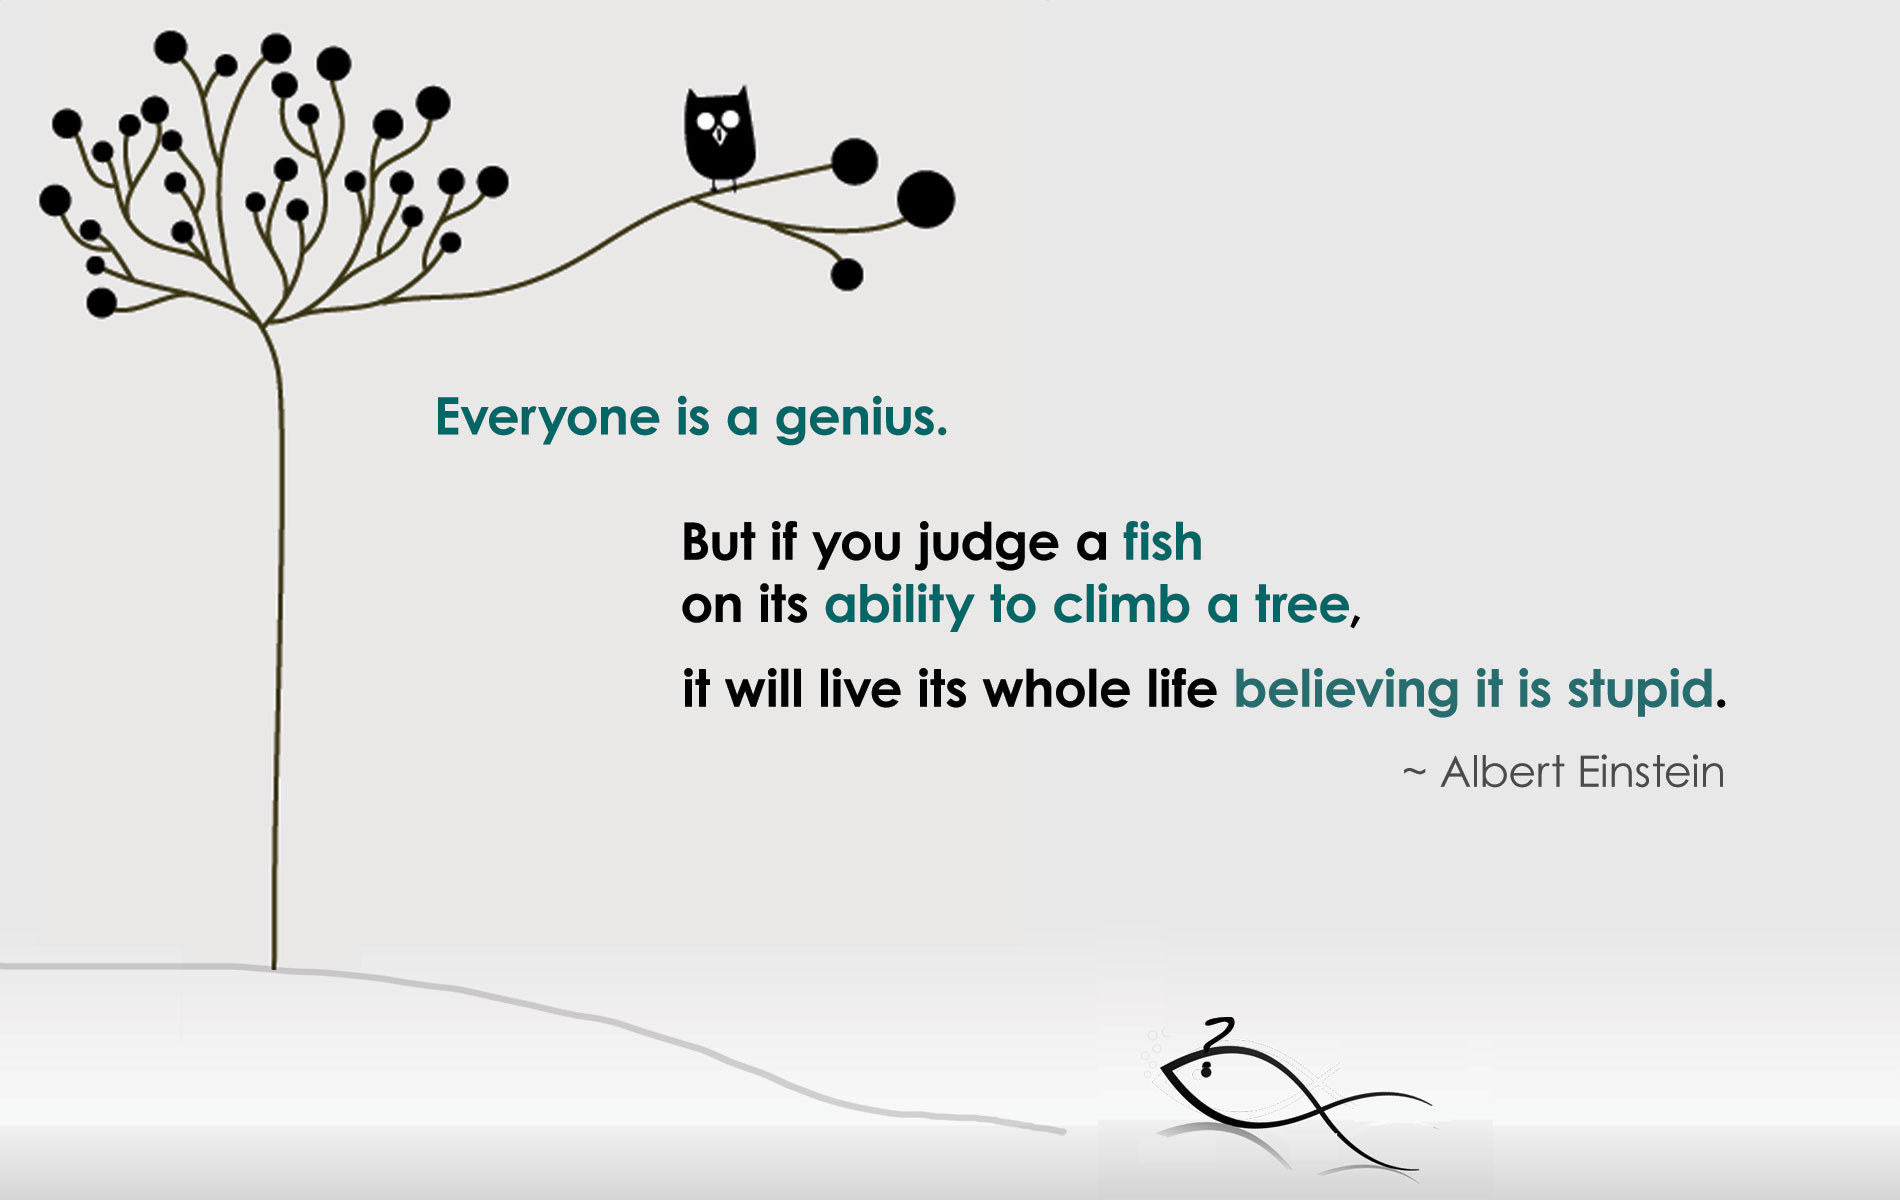 Everyone is a genius.
But if you judge a fish
on its ability to climb a tree,
it will live its whole life believing it is stupid.
~ Albert Einstein
?